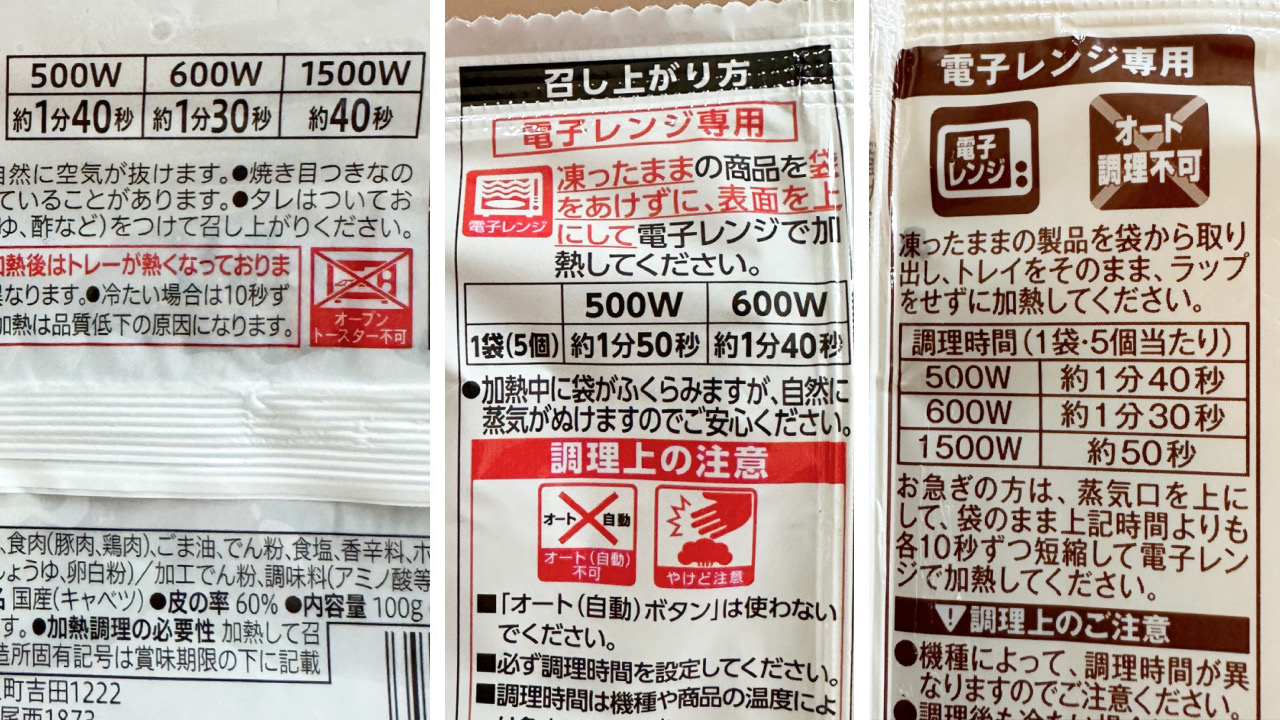 500W 600W 1500W
約1分40秒 約1分30秒 約40秒
自然に空気が抜けます。●焼き目つきなの
ていることがあります。●タレはついてお
ゆ、酢など)をつけて召し上がりください。
加熱後はトレーが熱くなっておりま
異なります。●冷たい場合は10秒ず
加熱は品質低下の原因になります。
オーブン
トースター不可
、食肉(豚肉、鶏肉)、ごま油、でん粉、食塩、香辛料、ホ
しょうゆ、卵白粉)/加工でん粉、調味料(アミノ酸等
名 国産(キャベツ) ●皮の率 60% ●内容量 100g
す。●加熱調理の必要性 加熱して召
造所固有記号は賞味期限の下に記載
町吉田1222
尾西1873
召し上がり方
電子レンジ専用
電子レンジ
凍ったままの商品を袋
をあけずに、表面を上
にして電子レンジで加
熱してください。
500W 600W
1袋(5個) 約1分50秒 約1分40秒
●加熱中に袋がふくらみますが、自然に
蒸気がぬけますのでご安心ください。
調理上の注意
オート 自動
オート(自動)
不可
やけど注意
■「オート(自動)ボタン」は使わない
でください。
■必ず調理時間を設定してください。
■調理時間は機種や商品の温度によ
電子レンジ専用
電子
レンジ
オート
調理不可
凍ったままの製品を袋から取り
出し、トレイをそのまま、ラップ
をせずに加熱してください。
調理時間(1袋・5個当たり)
500W 約1分40秒
600W 約1分30秒
1500W 約50秒
お急ぎの方は、蒸気口を上に
して、袋のまま上記時間よりも
各10秒ずつ短縮して電子レン
ジで加熱してください。
調理上のご注意
●機種によって、調理時間が異
なりますのでご注意ください。